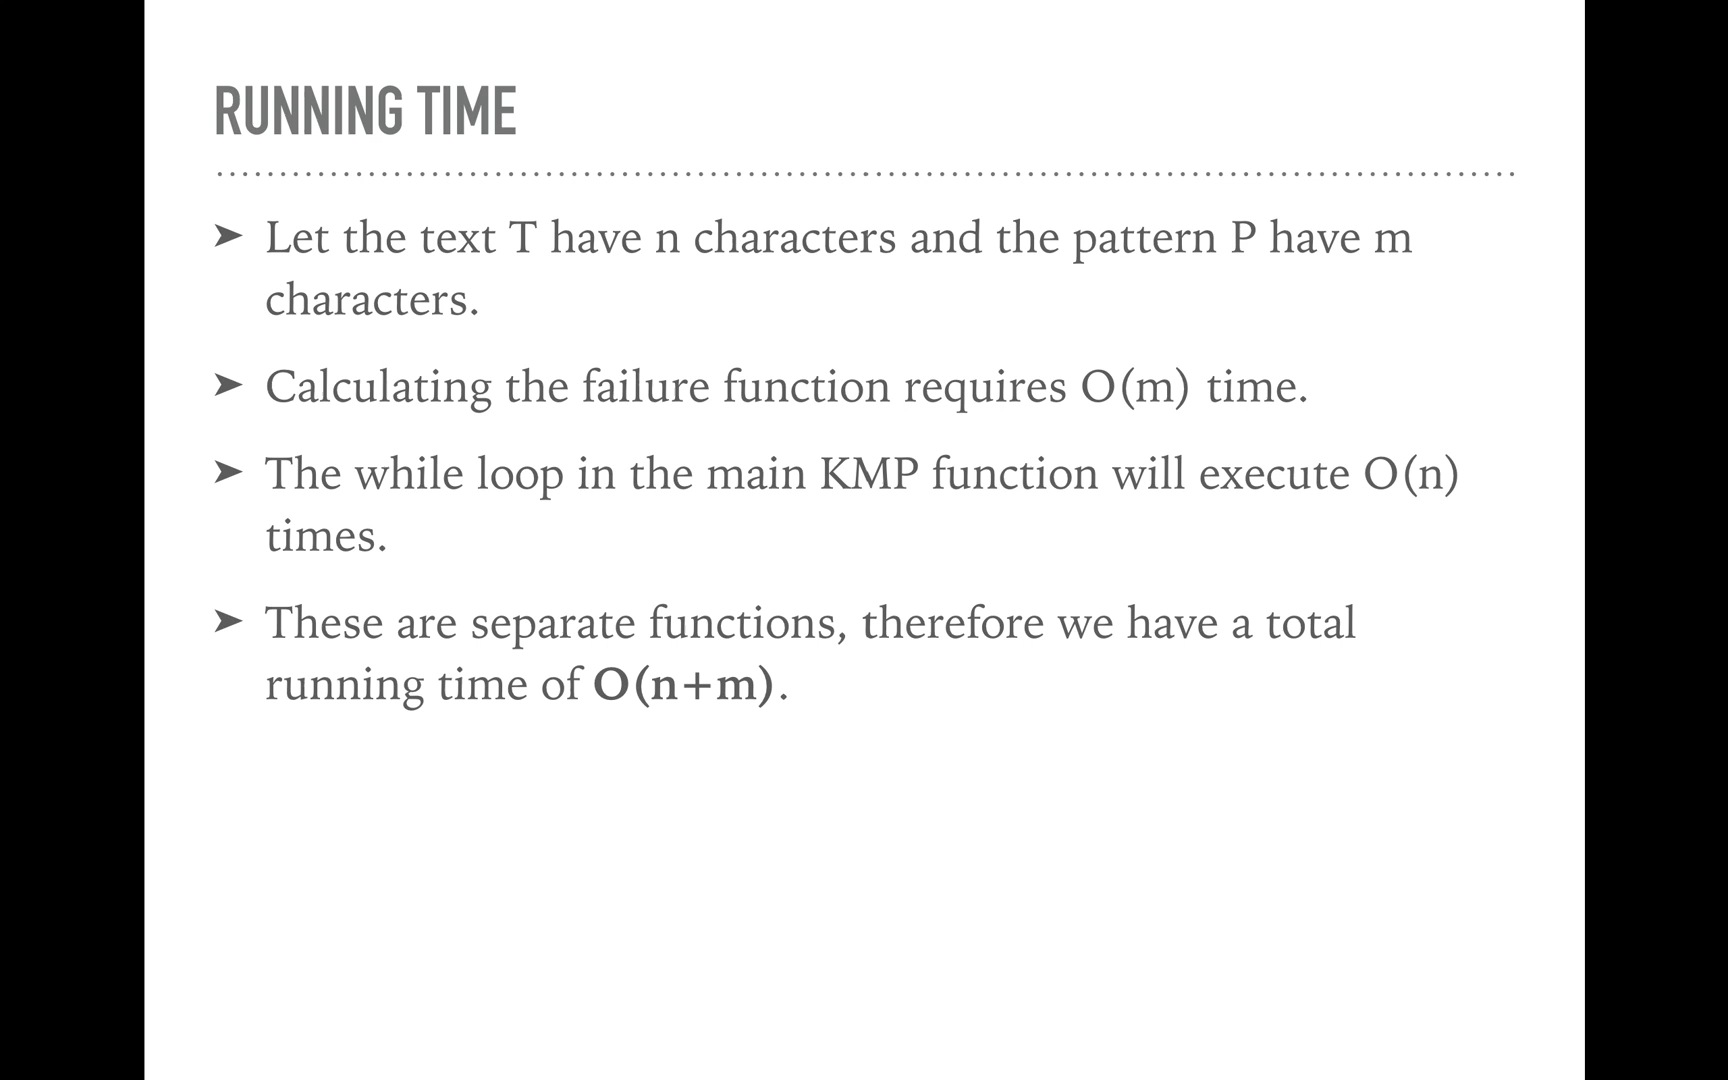 RUNNING TIME
➤ Let the text T have n characters and the pattern P have m
characters.
➤ Calculating the failure function requires O(m) time.
➤ The while loop in the main KMP function will execute O(n)
times.
➤ These are separate functions, therefore we have a total
running time of O(n+m).